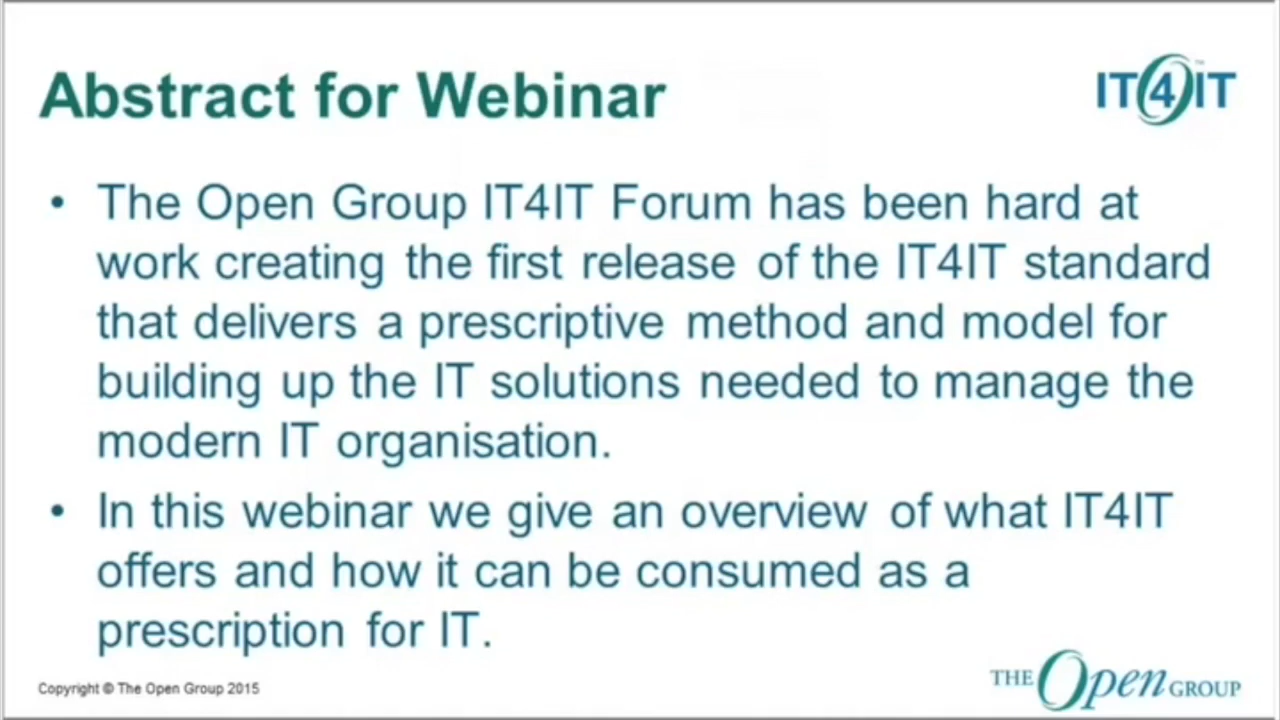 Abstract for Webinar
IT4IT™
• The Open Group IT4IT Forum has been hard at
work creating the first release of the IT4IT standard
that delivers a prescriptive method and model for
building up the IT solutions needed to manage the
modern IT organisation.
• In this webinar we give an overview of what IT4IT
offers and how it can be consumed as a
prescription for IT.
Copyright © The Open Group 2015
THE Open GROUP